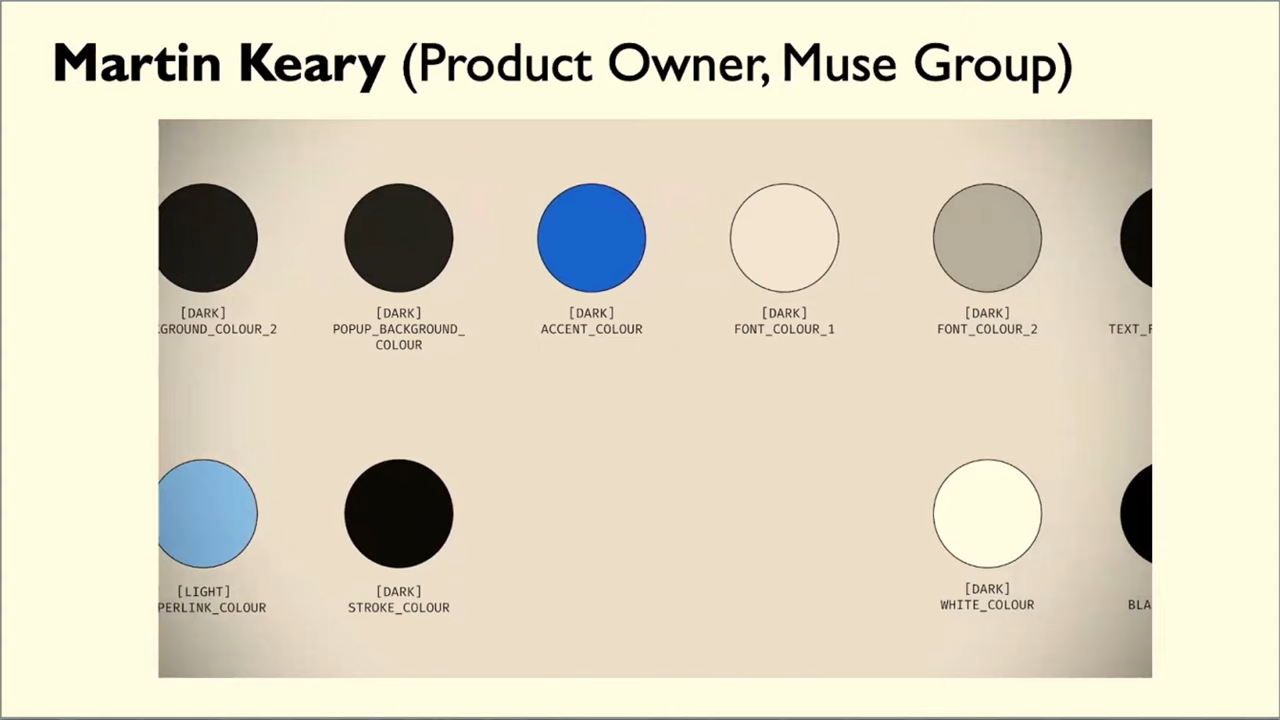 Martin Keary (Product Owner, Muse Group)
[DARK]
GROUND_COLOUR_2
[DARK]
POPUP_BACKGROUND_
COLOUR
[DARK]
ACCENT_COLOUR
[DARK]
FONT_COLOUR_1
[DARK]
FONT_COLOUR_2
TEXT_F
[LIGHT]
PERLINK_COLOUR
[DARK]
STROKE_COLOUR
[DARK]
WHITE_COLOUR
BLA